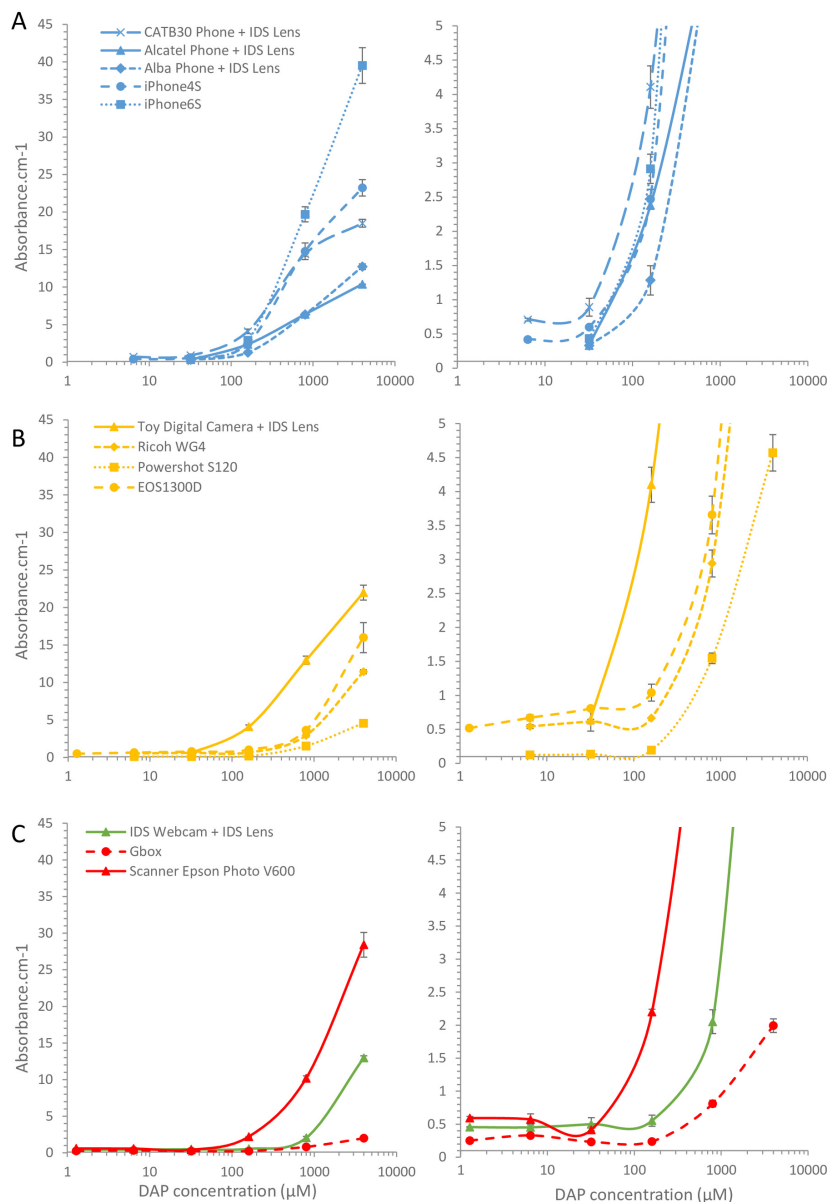 A
CATB30 Phone + IDS Lens
Alcatel Phone + IDS Lens
Alba Phone + IDS Lens
iPhone4S
iPhone6S
Absorbance.cm-1
45
40
35
30
25
20
15
10
5
0
1 10 100 1000 10000
5
4.5
4
3.5
3
2.5
2
1.5
1
0.5
0
1 10 100 1000 10000
B
Toy Digital Camera + IDS Lens
Ricoh WG4
Powershot S120
EOS1300D
Absorbance.cm-1
45
40
35
30
25
20
15
10
5
0
1 10 100 1000 10000
5
4.5
4
3.5
3
2.5
2
1.5
1
0.5
0
1 10 100 1000 10000
C
IDS Webcam + IDS Lens
Gbox
Scanner Epson Photo V600
Absorbance.cm-1
45
40
35
30
25
20
15
10
5
0
1 10 100 1000 10000
DAP concentration (µM)
5
4.5
4
3.5
3
2.5
2
1.5
1
0.5
0
1 10 100 1000 10000
DAP concentration (µM)